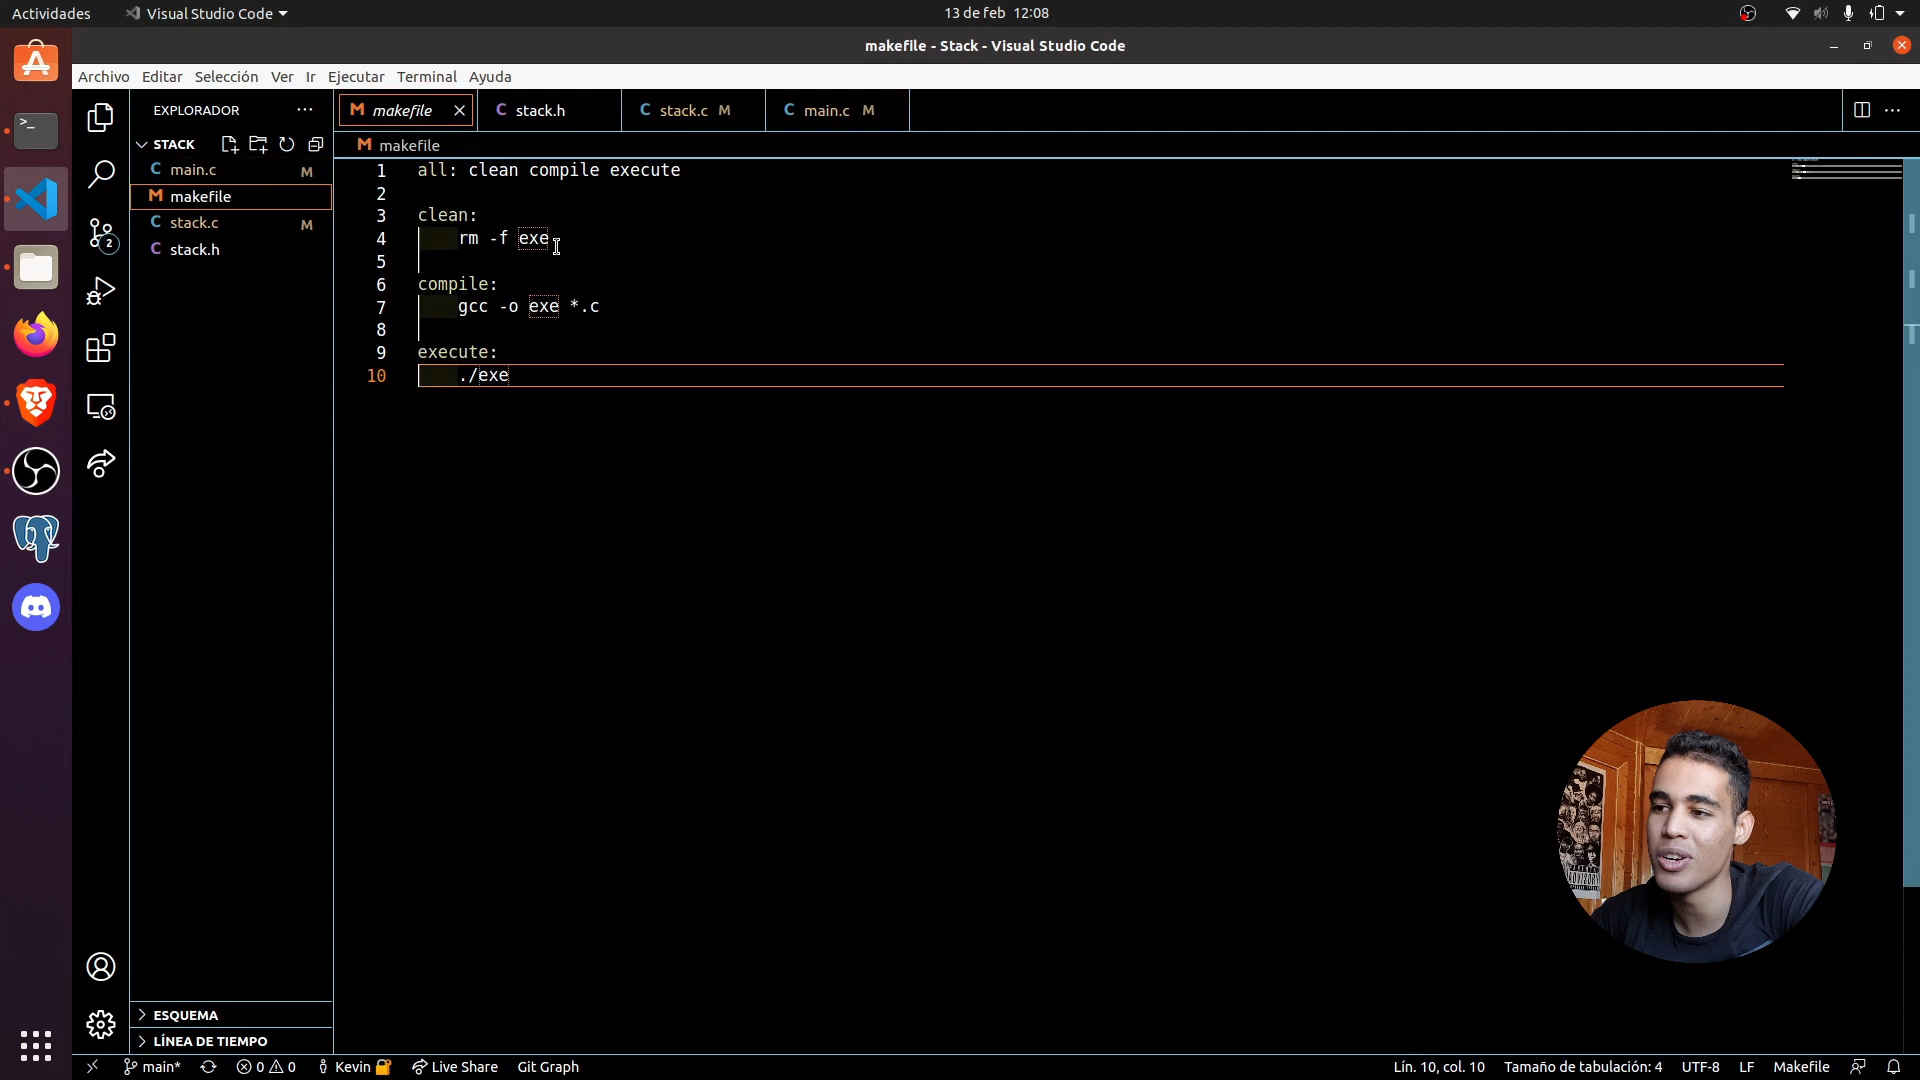 Actividades Visual Studio Code 13 de feb 12:08
makefile - Stack - Visual Studio Code
Archivo Editar Selección Ver Ir Ejecutar Terminal Ayuda
EXPLORADOR
M makefile C stack.h C stack.c M C main.c M
STACK
M makefile
C main.c M
M makefile
C stack.c M
C stack.h
2
1 all: clean compile execute
2
3 clean:
4 rm -f exe
5
6 compile:
7 gcc -o exe *.c
8
9 execute:
10 ./exe
ESQUEMA
LÍNEA DE TIEMPO
main* 0 0 Kevin Live Share Git Graph Lín. 10, col. 10 Tamaño de tabulación: 4 UTF-8 LF Makefile